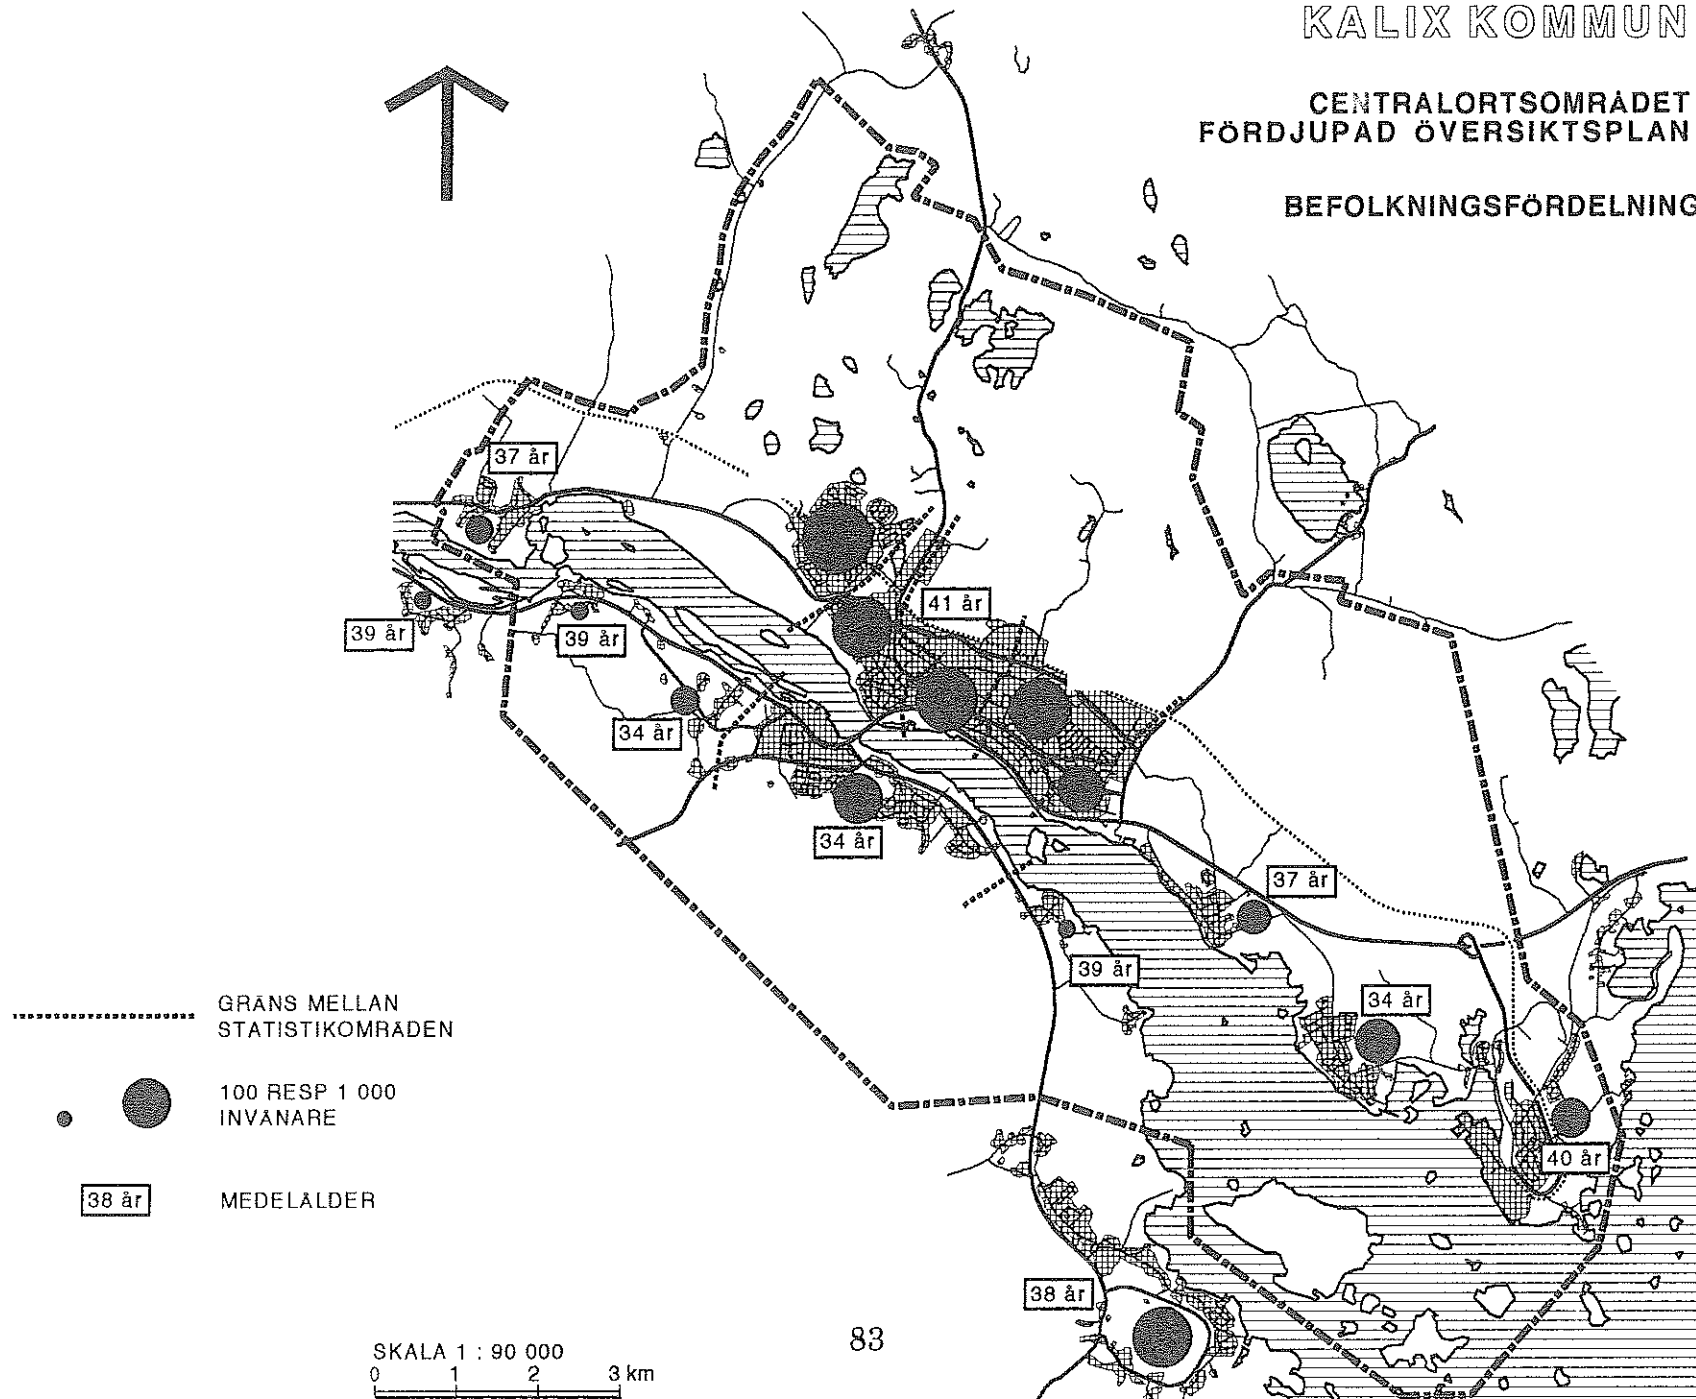 KALIX KOMMUN
CENTRALORTSOMRÅDET
FÖRDJUPAD ÖVERSIKTSPLAN
BEFOLKNINGSFÖRDELNING
37 år
41 år
39 år
39 år
34 år
34 år
37 år
39 år
34 år
40 år
38 år
GRÄNS MELLAN
STATISTIKOMRÅDEN
100 RESP 1 000
INVÅNARE
38 år
MEDELÅLDER
SKALA 1 : 90 000
0 1 2 3 km
83